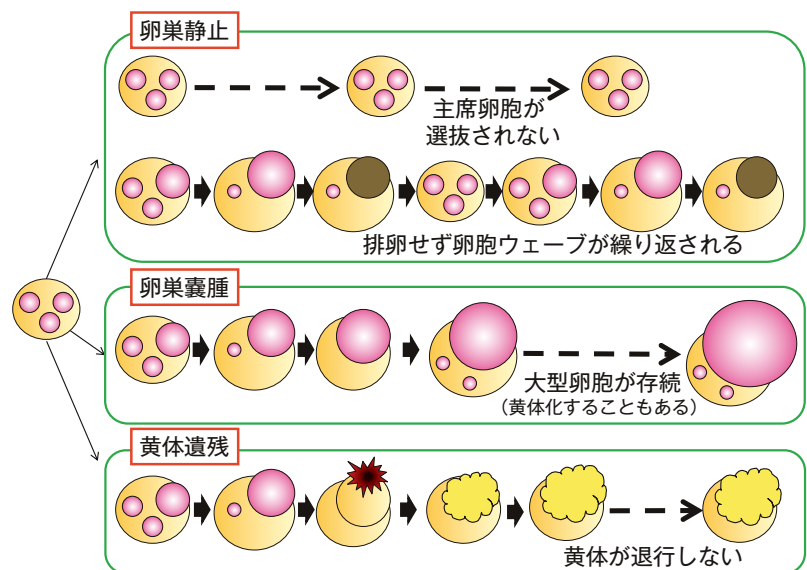 卵巣静止
主席卵胞が
選抜されない
排卵せず卵胞ウェーブが繰り返される
卵巣嚢腫
大型卵胞が存続
（黄体化することもある）
黄体遺残
黄体が退行しない